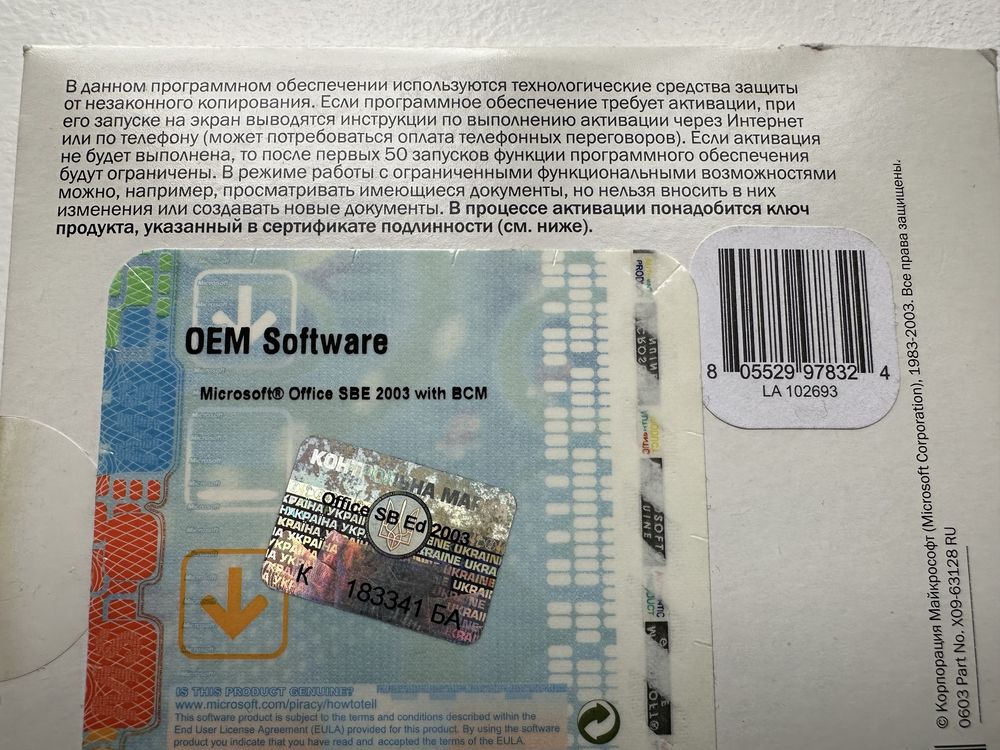 В данном программном обеспечении используются технологические средства защиты
от незаконного копирования. Если программное обеспечение требует активации, при
его запуске на экран выводятся инструкции по выполнению активации через Интернет
или по телефону (может потребоваться оплата телефонных переговоров). Если активация
не будет выполнена, то после первых 50 запусков функции программного обеспечения
будут ограничены. В режиме работы с ограниченными функциональными возможностями
можно, например, просматривать имеющиеся документы, но нельзя вносить в них
изменения или создавать новые документы. В процессе активации понадобится ключ
продукта, указанный в сертификате подлинности (см. ниже).
OEM Software
Microsoft® Office SBE 2003 with BCM
Office SB Ed 2003
К 183341 БА
IS THIS PRODUCT GENUINE?
www.microsoft.com/piracy/howtotell
This software product is subject to the terms and conditions described within the
End User License Agreement (EULA) provided for this product. By using the software
product you indicate that you have read and accepted the terms of the EULA.
8 05529 97832 4
LA 102693
© Корпорация Майкрософт (Microsoft Corporation), 1983-2003. Все права защищены.
0603 Part No. X09-63128 RU